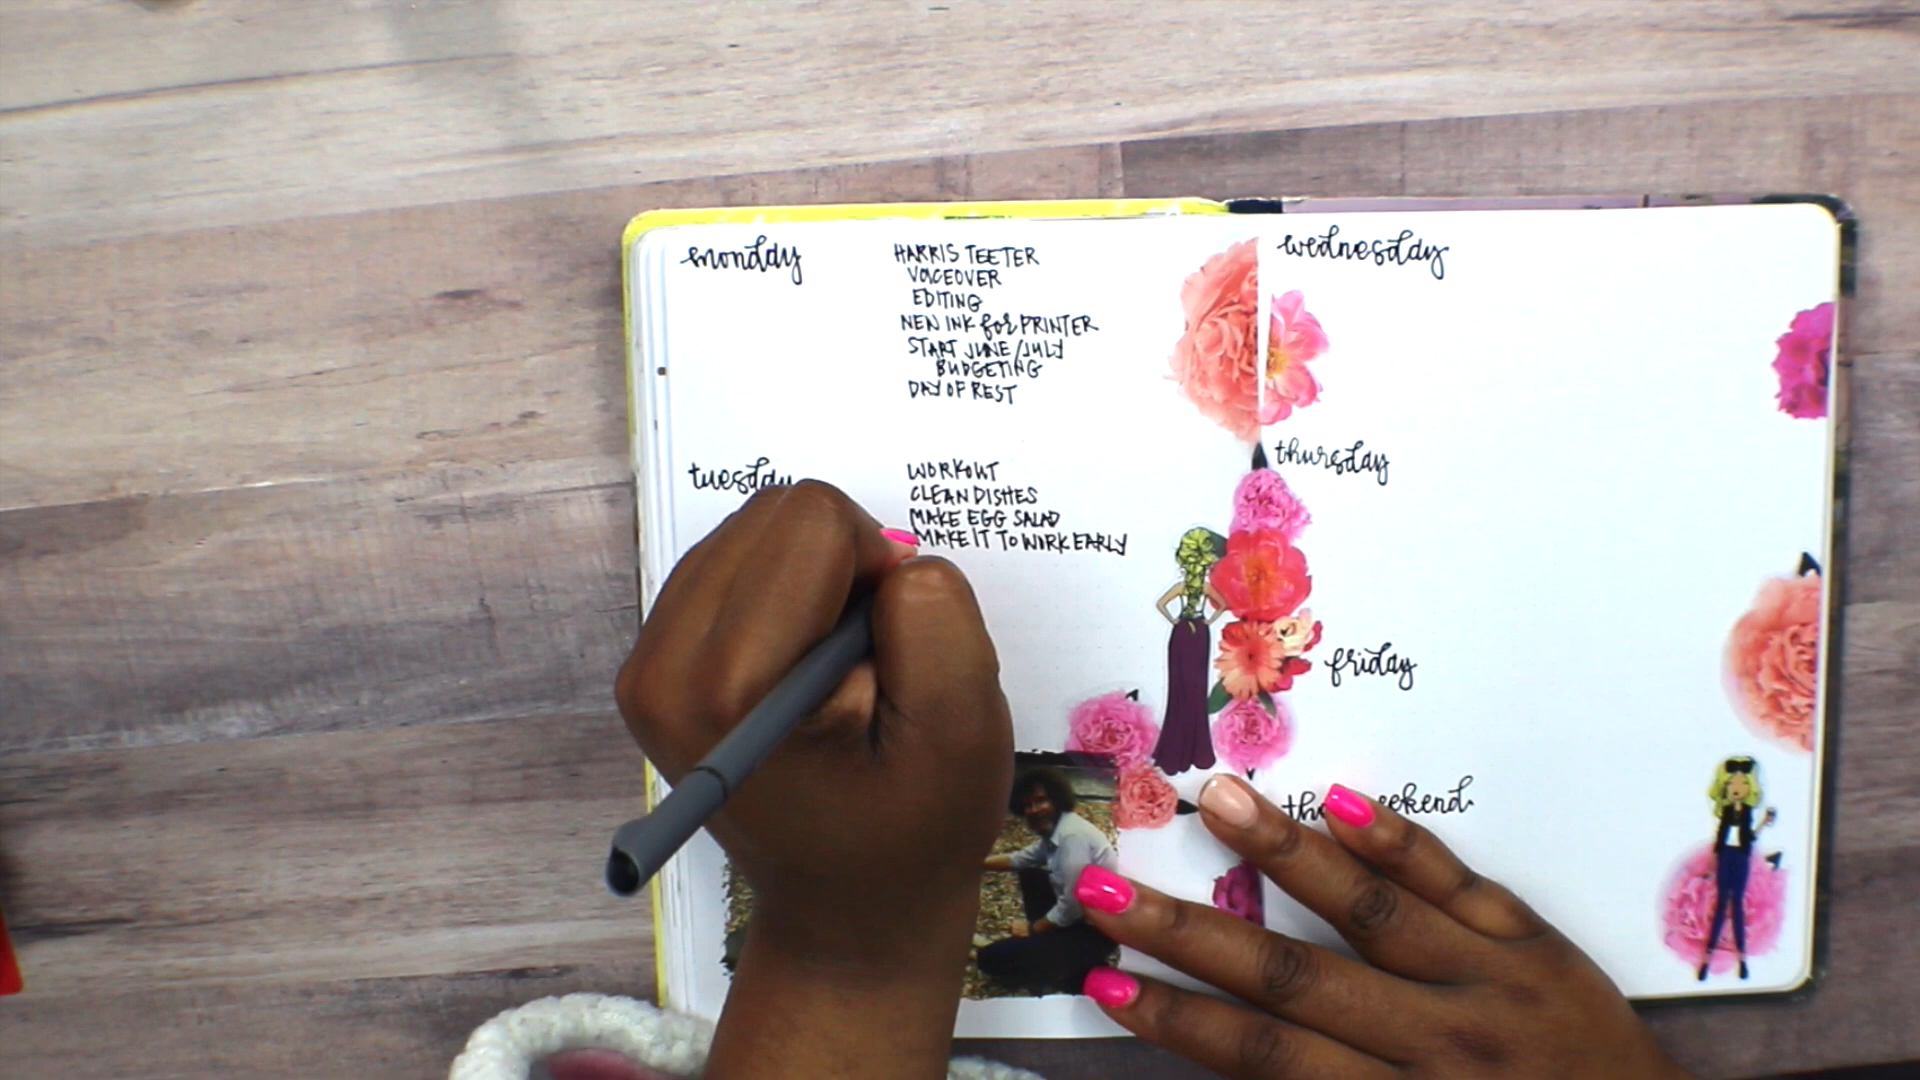 monday
HARRIS TEETER
VOICEOVER
EDITING
NEW INK for PRINTER
START JUNE/JULY
BUDGETING
DAY OF REST
tuesday
WORKOUT
CLEAN DISHES
MAKE EGG SALAD
MAKE IT TO WORK EARLY
wednesday
thursday
friday
the weekend